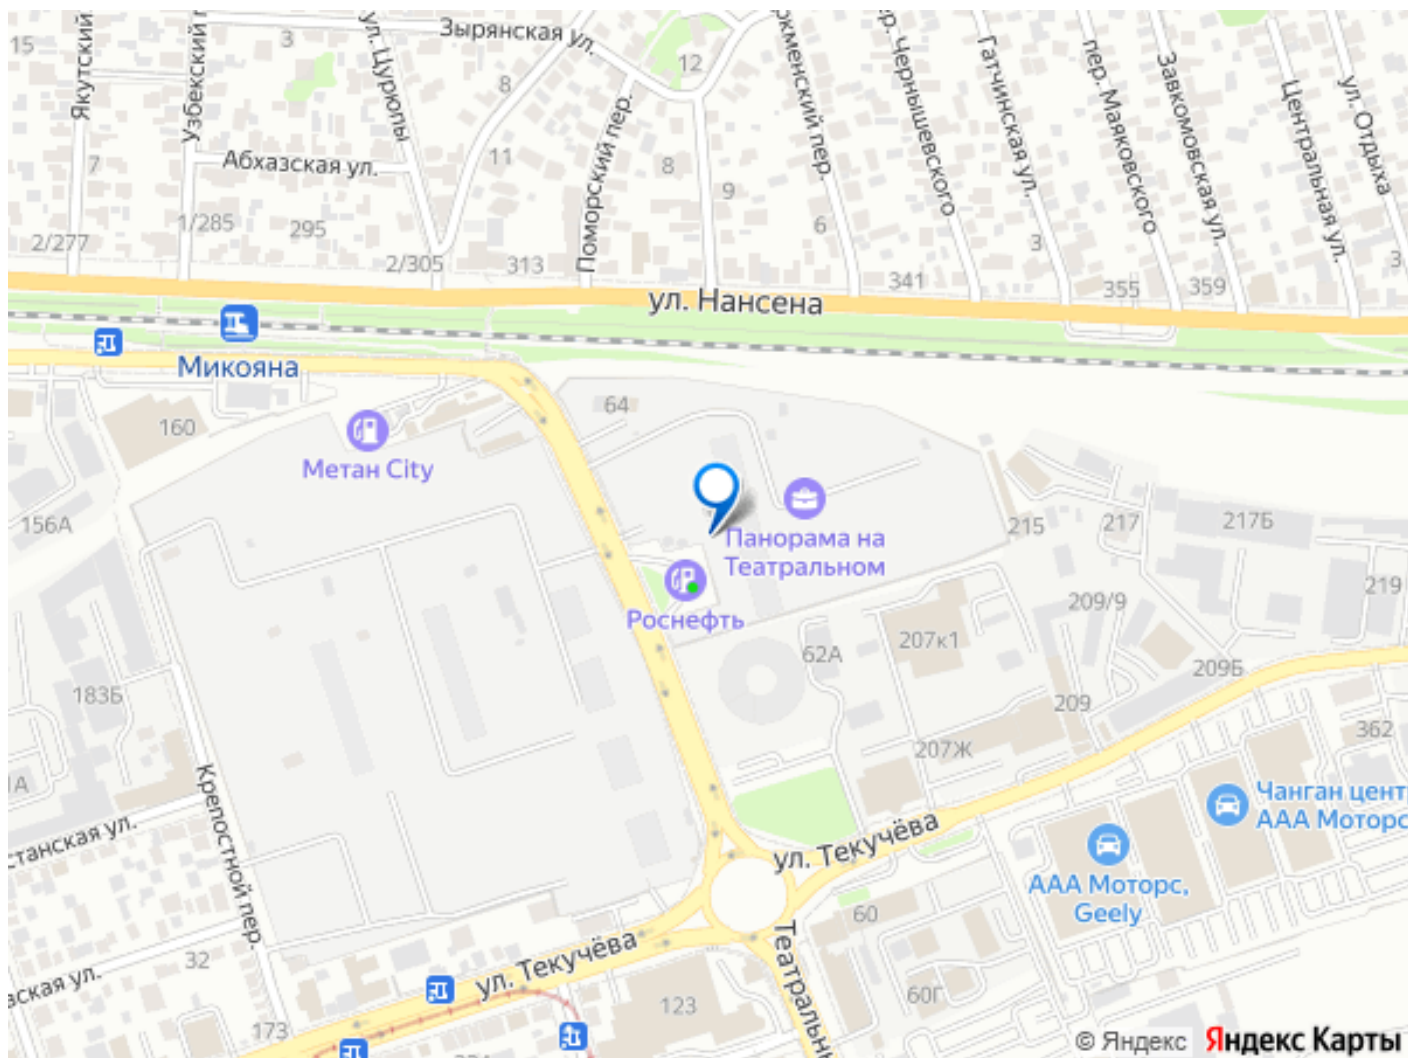 Зырянская ул.
15
3
12
Якутский
Узбекский
ул. Цурюпы
8
Поморский пер.
пер. Чернышевского
Гатчинская ул.
пер. Маяковского
Завкомовская ул.
Центральная ул.
ул. Отдыха
7
Абхазская ул.
11
8
9
1/285
295
2/277
2/305
313
6
341
3
355
359
3
ул. Нансена
Микояна
160
64
Метан City
156А
Панорама на
Театральном
215
217
217Б
219
Роснефть
209/9
207к1
62А
209Б
183Б
209
207Ж
362
Крепостной пер.
Чанган
ААА
ул. Текучёва
ААА Моторс,
Geely
60
32
ул. Текучёва
60Г
123
173
© Яндекс Яндекс Карты